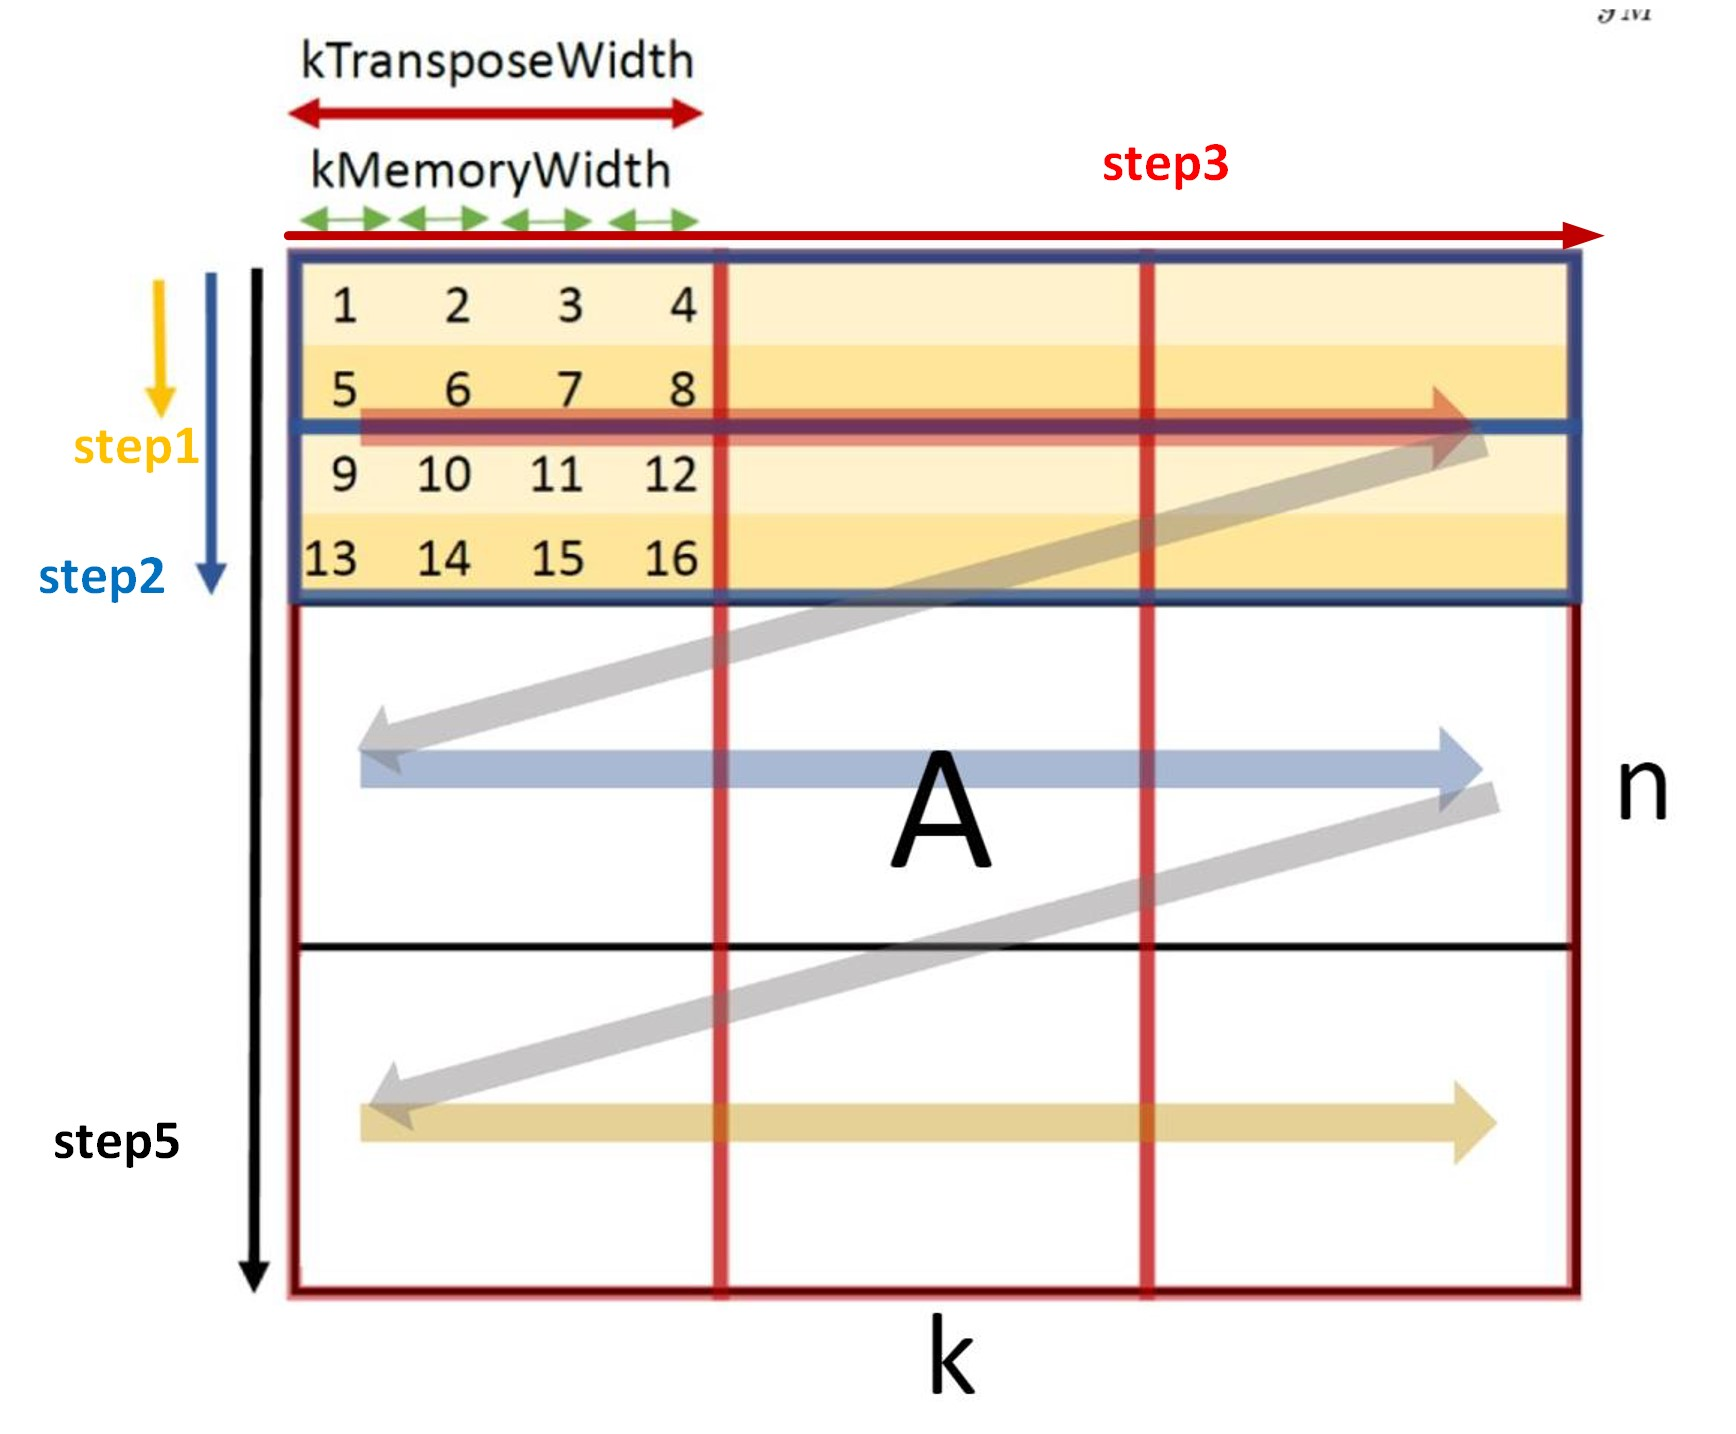 kTransposeWidth
kMemoryWidth
step3
1 2 3 4
5 6 7 8
step1
9 10 11 12
step2
13 14 15 16
A
n
step5
k